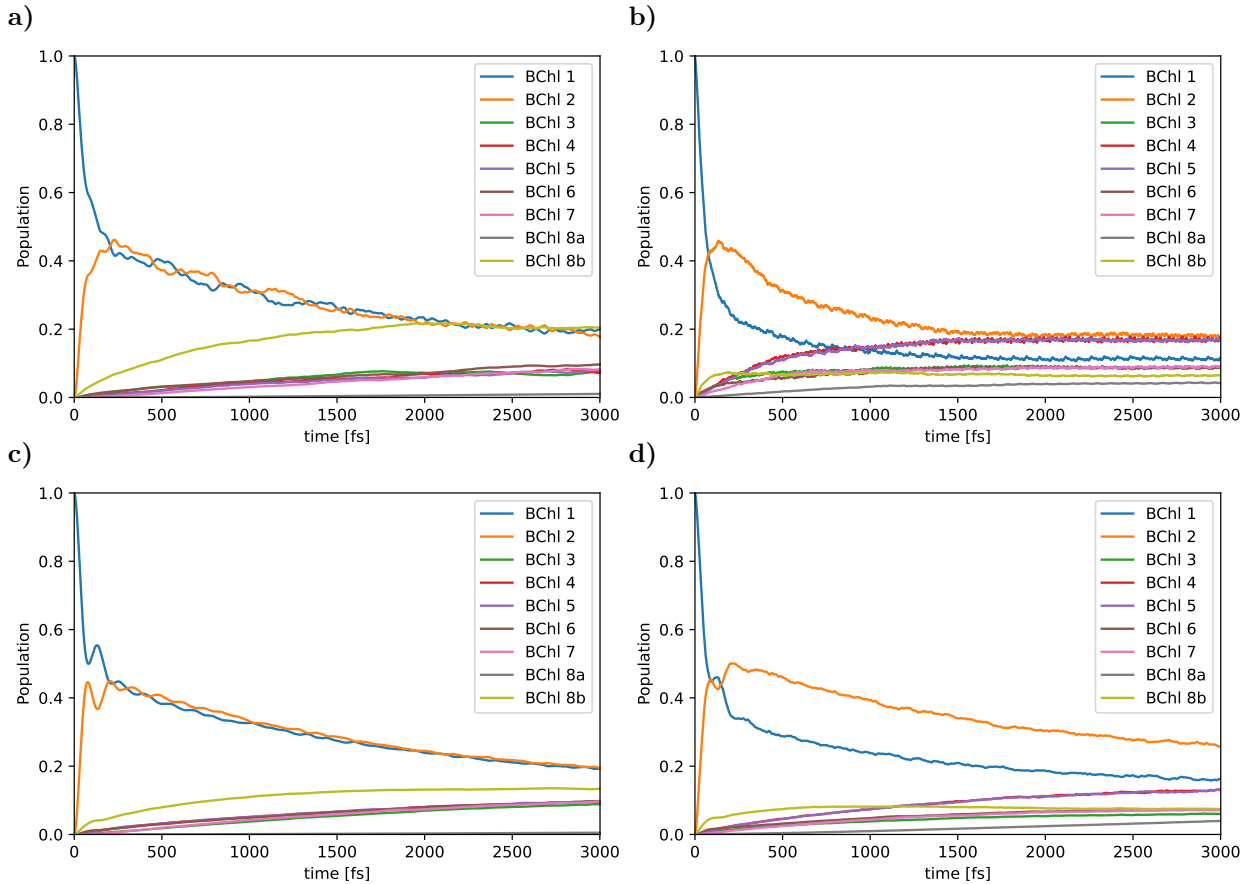 a)
1.0
0.8
0.6
0.4
0.2
0.0
Population
0
500
1000
1500
2000
2500
3000
time [fs]
BChl 1
BChl 2
BChl 3
BChl 4
BChl 5
BChl 6
BChl 7
BChl 8a
BChl 8b
b)
1.0
0.8
0.6
0.4
0.2
0.0
Population
0
500
1000
1500
2000
2500
3000
time [fs]
BChl 1
BChl 2
BChl 3
BChl 4
BChl 5
BChl 6
BChl 7
BChl 8a
BChl 8b
c)
1.0
0.8
0.6
0.4
0.2
0.0
Population
0
500
1000
1500
2000
2500
3000
time [fs]
BChl 1
BChl 2
BChl 3
BChl 4
BChl 5
BChl 6
BChl 7
BChl 8a
BChl 8b
d)
1.0
0.8
0.6
0.4
0.2
0.0
Population
0
500
1000
1500
2000
2500
3000
time [fs]
BChl 1
BChl 2
BChl 3
BChl 4
BChl 5
BChl 6
BChl 7
BChl 8a
BChl 8b